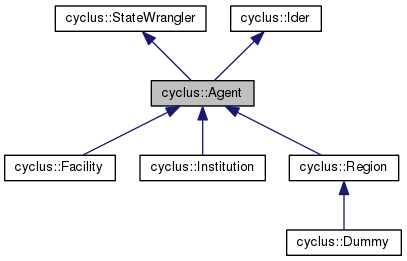 cyclus::StateWrangler
cyclus::Ider
cyclus::Agent
cyclus::Facility
cyclus::Institution
cyclus::Region
cyclus::Dummy